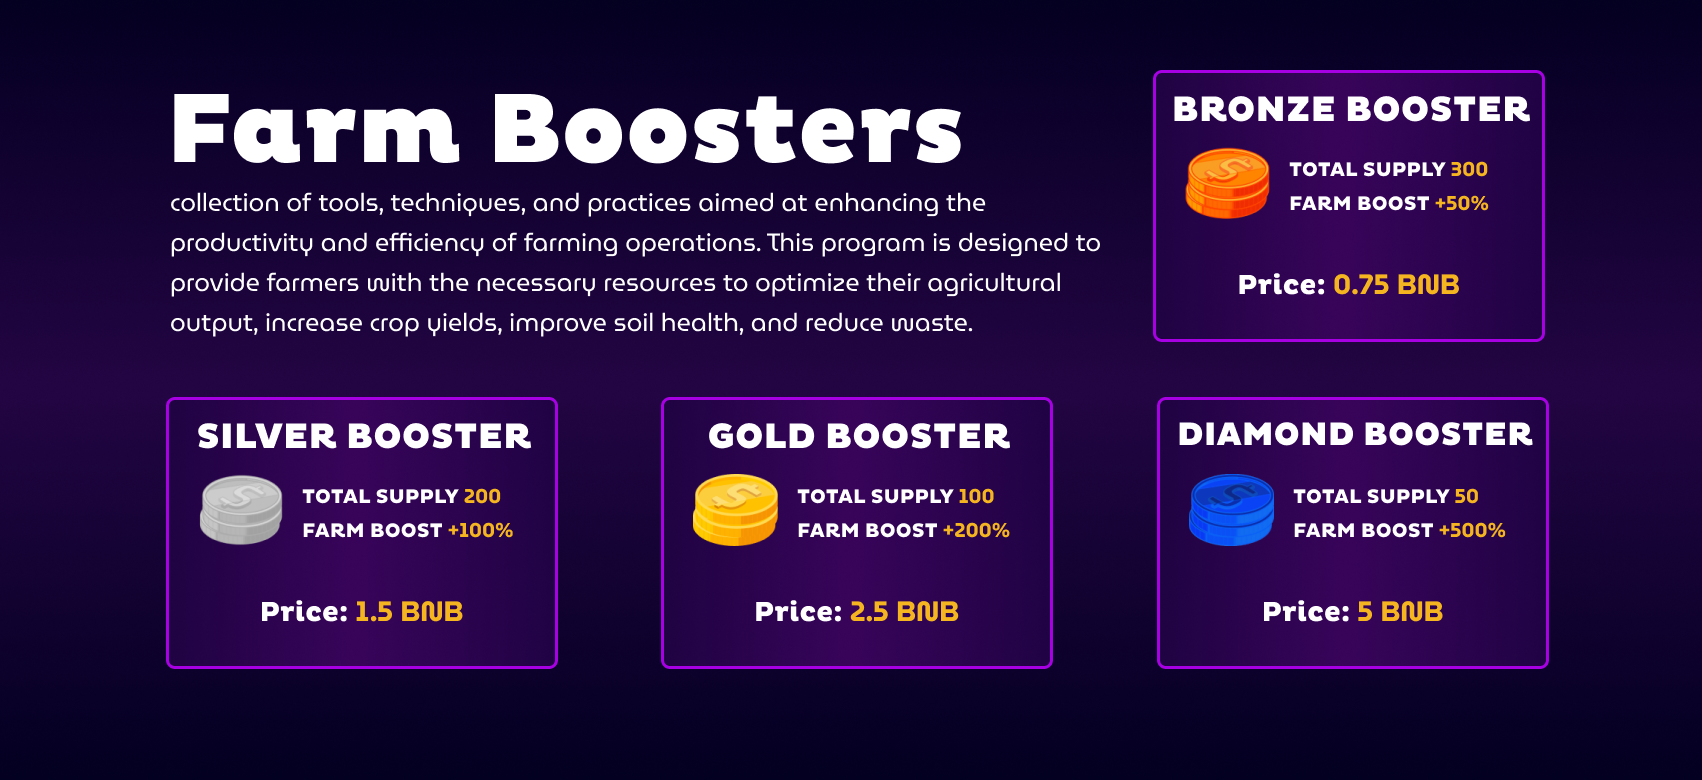 Farm Boosters
collection of tools, techniques, and practices aimed at enhancing the
productivity and efficiency of farming operations. This program is designed to
provide farmers with the necessary resources to optimize their agricultural
output, increase crop yields, improve soil health, and reduce waste.
BRONZE BOOSTER
TOTAL SUPPLY 300
FARM BOOST +50%
Price: 0.75 BNB
SILVER BOOSTER
TOTAL SUPPLY 200
FARM BOOST +100%
Price: 1.5 BNB
GOLD BOOSTER
TOTAL SUPPLY 100
FARM BOOST +200%
Price: 2.5 BNB
DIAMOND BOOSTER
TOTAL SUPPLY 50
FARM BOOST +500%
Price: 5 BNB